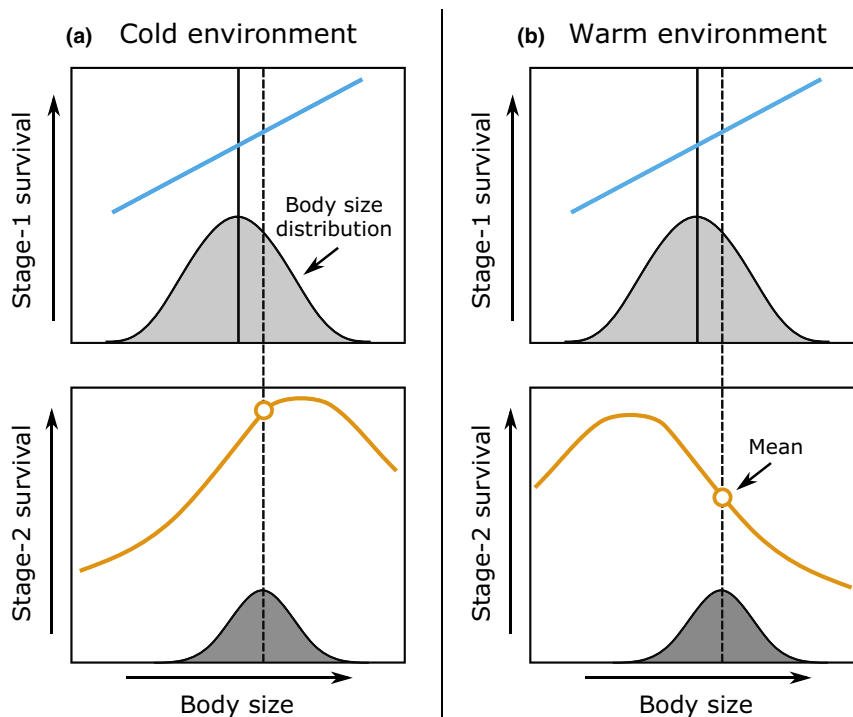 (a) Cold environment
Stage-1 survival
Body size
distribution
Stage-2 survival
Body size
(b) Warm environment
Stage-1 survival
Stage-2 survival
Mean
Body size